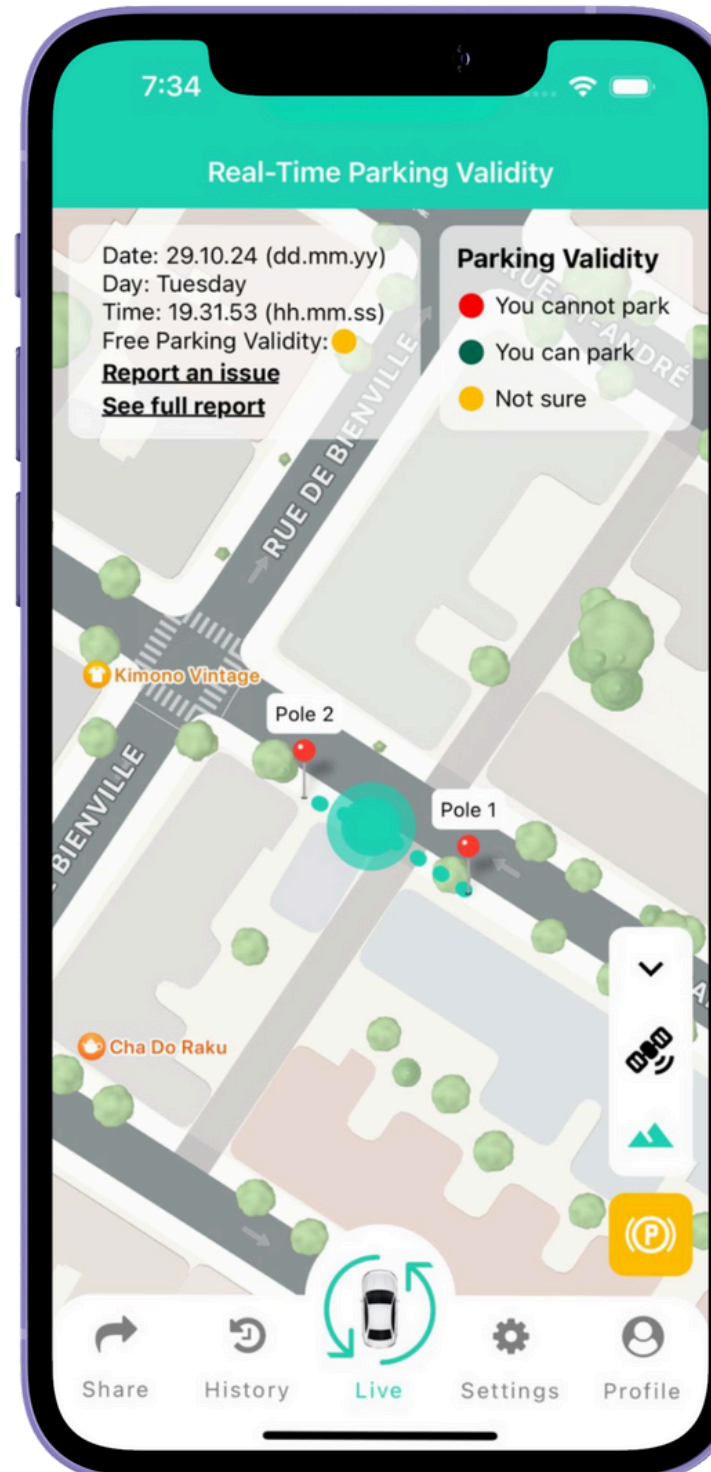 7:34
Real-Time Parking Validity
Date: 29.10.24 (dd.mm.yy)
Day: Tuesday
Time: 19.31.53 (hh.mm.ss)
Free Parking Validity:
Report an issue
See full report
Parking Validity
You cannot park
You can park
Not sure
RUE ST-ANDRÉ
RUE DE BIENVILLE
Kimono Vintage
Pole 2
BIENVILLE
Pole 1
Cha Do Raku
P
Share
History
Live
Settings
Profile